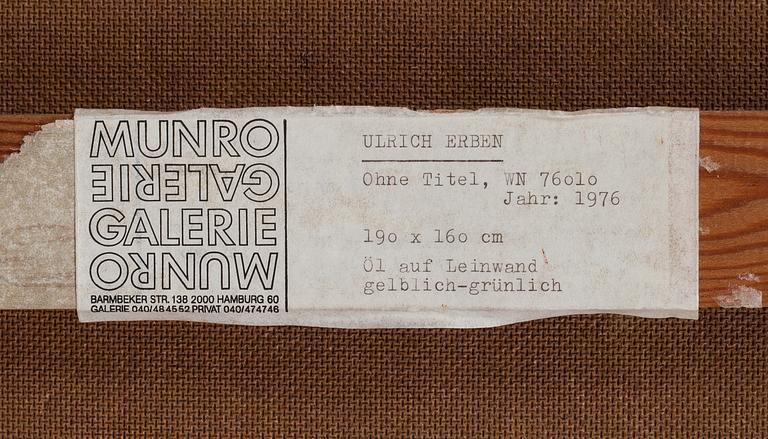 MUNRO
GALERIE
GALERIE
MUNRO
BARMBEKER STR. 138 2000 HAMBURG 60
GALERIE 040/48 45 52 PRIVAT 040/474746
ULRICH ERBEN
Ohne Titel, WN 76o1o
Jahr: 1976
19o x 16o cm
Öl auf Leinwand
gelblich-grünlich